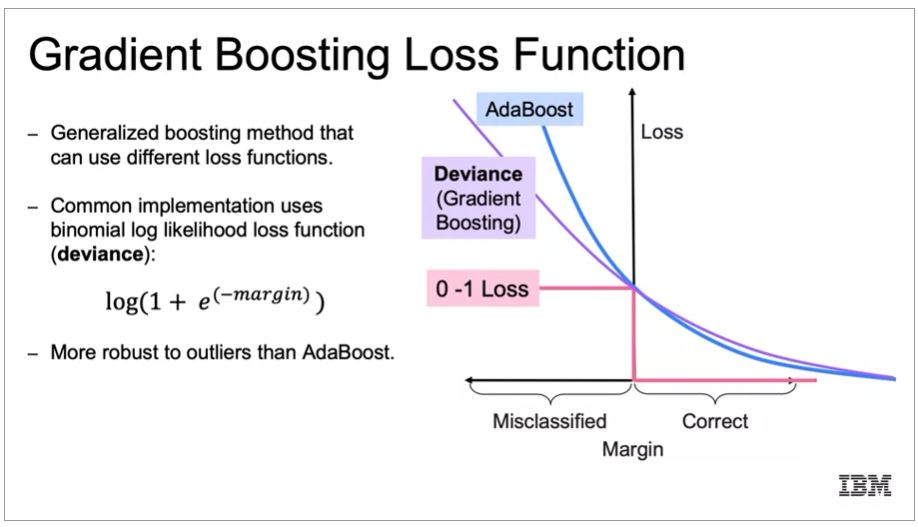 Gradient Boosting Loss Function
– Generalized boosting method that
can use different loss functions.
– Common implementation uses
binomial log likelihood loss function
(deviance):
log(1 + e^(−margin))
– More robust to outliers than AdaBoost.
AdaBoost
Loss
Deviance
(Gradient
Boosting)
0 -1 Loss
Misclassified
Correct
Margin
IBM